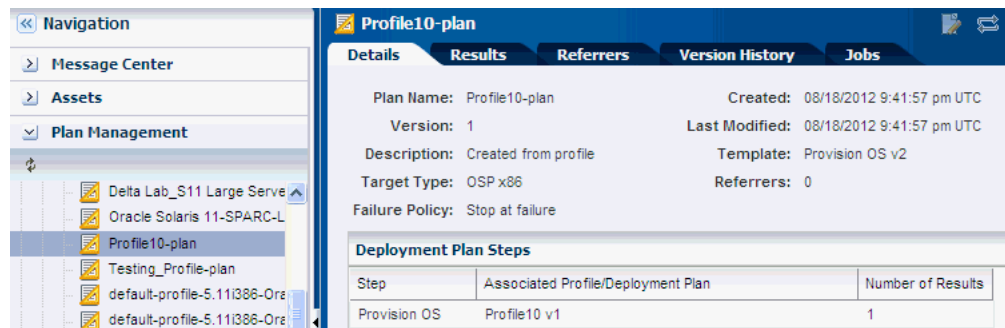 Navigation
Message Center
Assets
Plan Management
Delta Lab_S11 Large Serve
Oracle Solaris 11-SPARC-L
Profile10-plan
Testing_Profile-plan
default-profile-5.11i386-Ora
default-profile-5.11i386-Ora
Profile10-plan
Details Results Referrers Version History Jobs
Plan Name: Profile10-plan Created: 08/18/2012 9:41:57 pm UTC
Version: 1 Last Modified: 08/18/2012 9:41:57 pm UTC
Description: Created from profile Template: Provision OS v2
Target Type: OSP x86 Referrers: 0
Failure Policy: Stop at failure
Deployment Plan Steps
Step Associated Profile/Deployment Plan Number of Results
Provision OS Profile10 v1 1